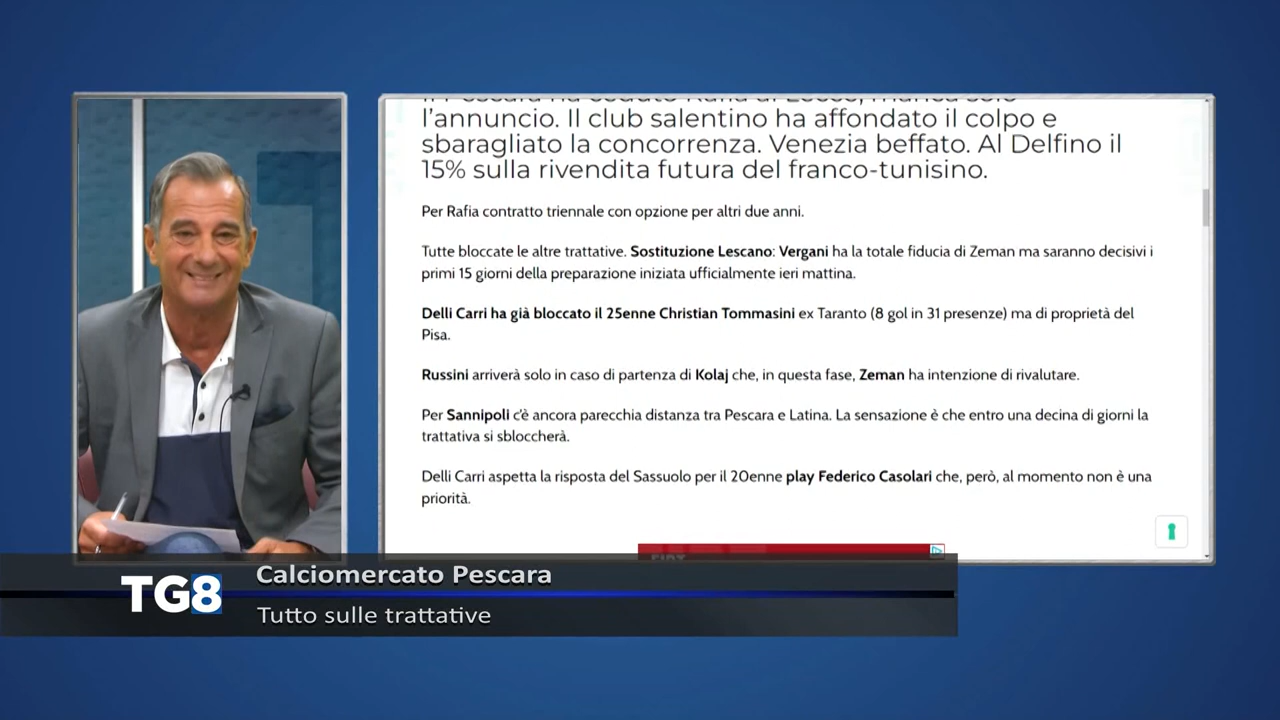 l'annuncio. Il club salentino ha affondato il colpo e
sbaragliato la concorrenza. Venezia beffato. Al Delfino il
15% sulla rivendita futura del franco-tunisino.
Per Rafia contratto triennale con opzione per altri due anni.
Tutte bloccate le altre trattative. Sostituzione Lescano: Vergani ha la totale fiducia di Zeman ma saranno decisivi i
primi 15 giorni della preparazione iniziata ufficialmente ieri mattina.
Delli Carri ha già bloccato il 25enne Christian Tommasini ex Taranto (8 gol in 31 presenze) ma di proprietà del
Pisa.
Russini arriverà solo in caso di partenza di Kolaj che, in questa fase, Zeman ha intenzione di rivalutare.
Per Sannipoli c'è ancora parecchia distanza tra Pescara e Latina. La sensazione è che entro una decina di giorni la
trattativa si sbloccherà.
Delli Carri aspetta la risposta del Sassuolo per il 20enne play Federico Casolari che, però, al momento non è una
priorità.
TG8
Calciomercato Pescara
Tutto sulle trattative